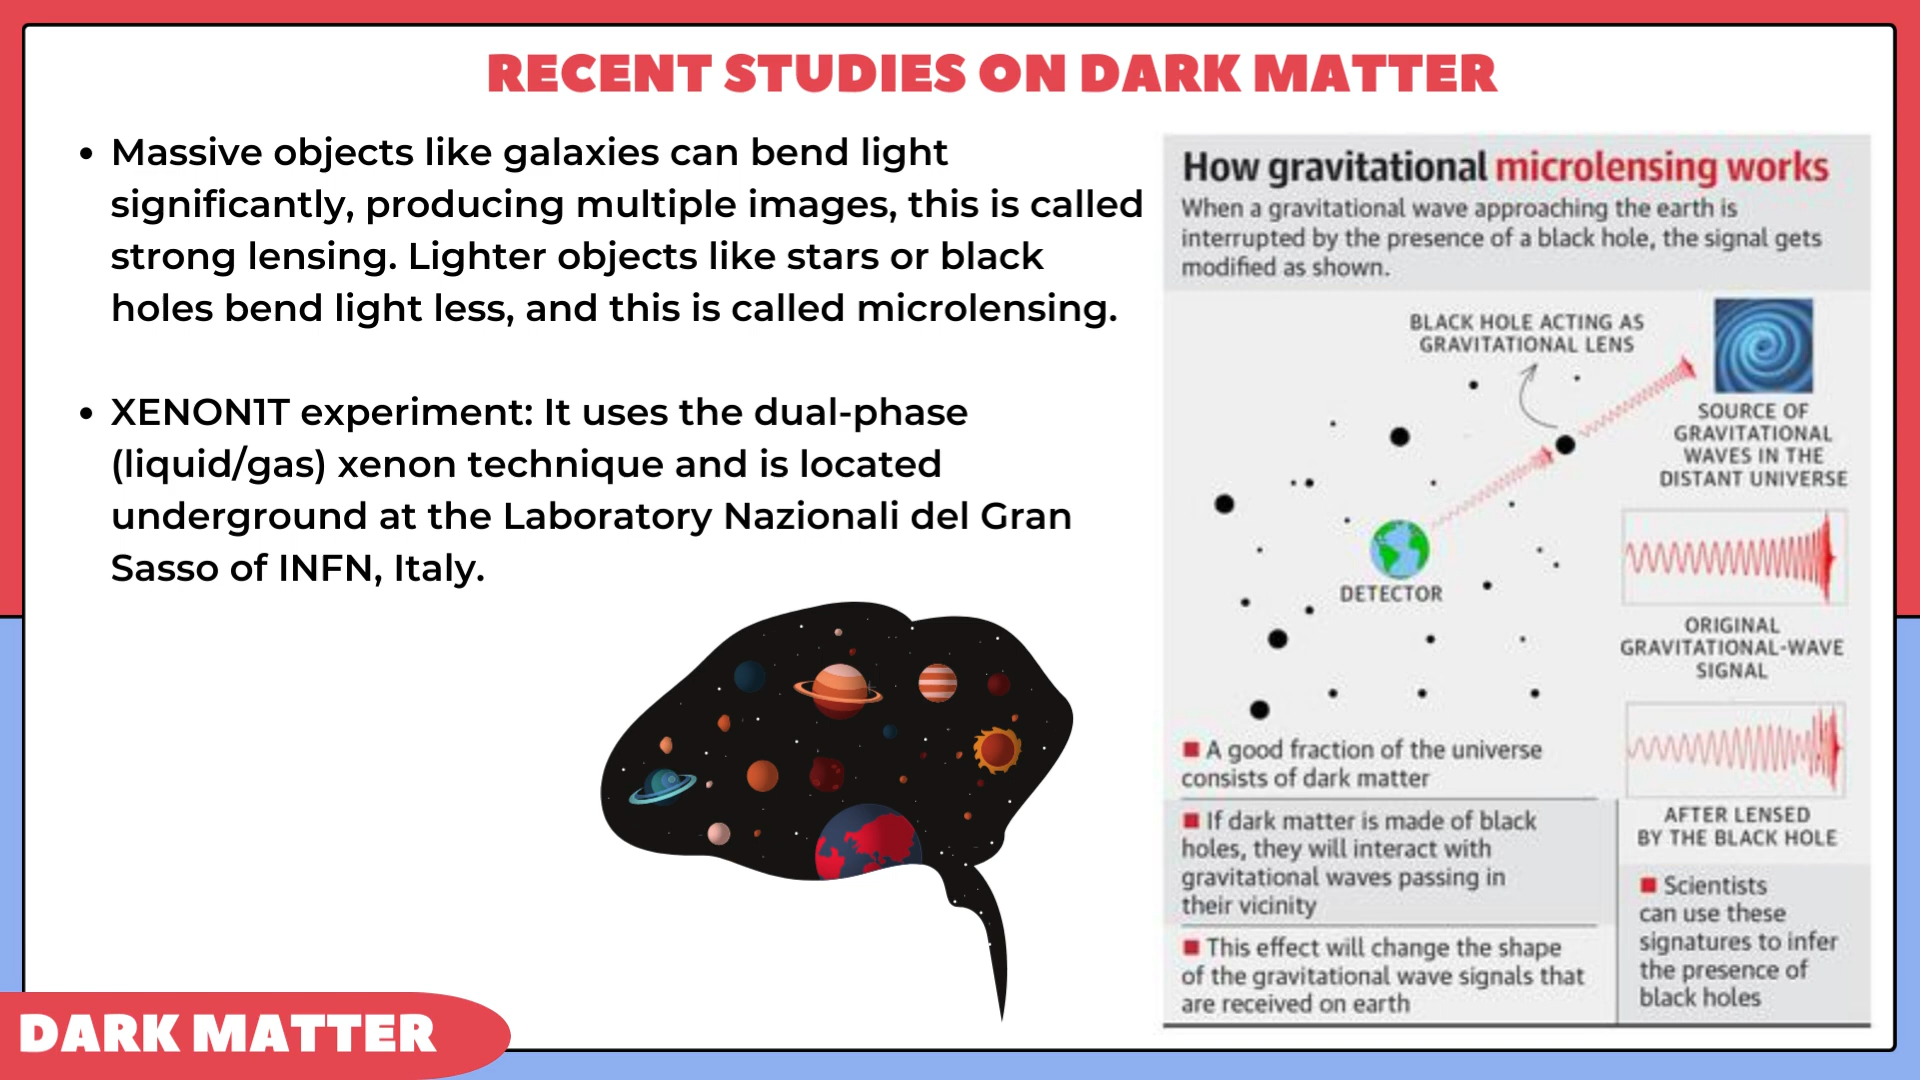 RECENT STUDIES ON DARK MATTER
• Massive objects like galaxies can bend light
significantly, producing multiple images, this is called
strong lensing. Lighter objects like stars or black
holes bend light less, and this is called microlensing.
• XENON1T experiment: It uses the dual-phase
(liquid/gas) xenon technique and is located
underground at the Laboratory Nazionali del Gran
Sasso of INFN, Italy.
How gravitational microlensing works
When a gravitational wave approaching the earth is
interrupted by the presence of a black hole, the signal gets
modified as shown.
BLACK HOLE ACTING AS
GRAVITATIONAL LENS
SOURCE OF
GRAVITATIONAL
WAVES IN THE
DISTANT UNIVERSE
DETECTOR
ORIGINAL
GRAVITATIONAL-WAVE
SIGNAL
AFTER LENSED
BY THE BLACK HOLE
■ A good fraction of the universe
consists of dark matter
■ If dark matter is made of black
holes, they will interact with
gravitational waves passing in
their vicinity
■ This effect will change the shape
of the gravitational wave signals that
are received on earth
■ Scientists
can use these
signatures to infer
the presence of
black holes
DARK MATTER